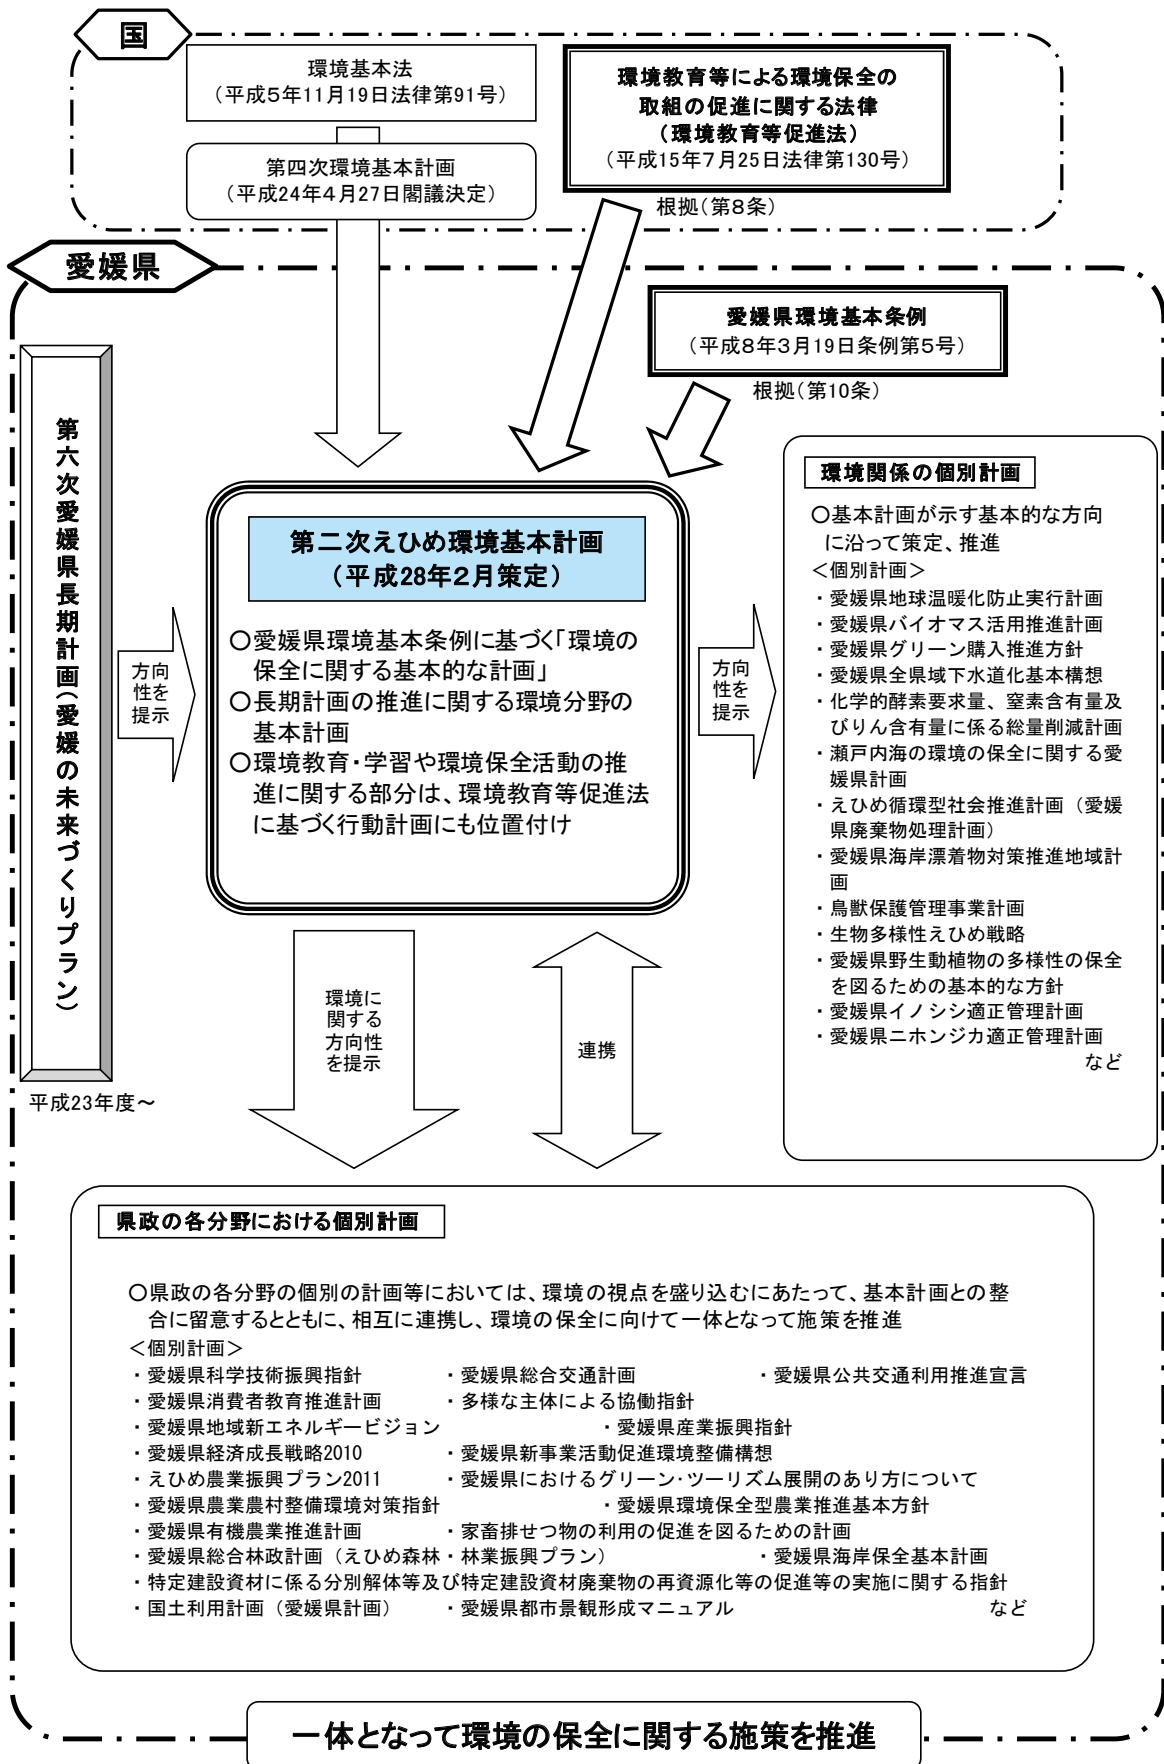 国
環境基本法
（平成5年11月19日法律第91号）
第四次環境基本計画
（平成24年4月27日閣議決定）
環境教育等による環境保全の
取組の促進に関する法律
（環境教育等促進法）
（平成15年7月25日法律第130号）
根拠（第8条）
愛媛県
愛媛県環境基本条例
（平成8年3月19日条例第5号）
根拠（第10条）
第六次愛媛県長期計画（愛媛の未来づくりプラン）
平成23年度～
方向
性を
提示
第二次えひめ環境基本計画
（平成28年2月策定）
○愛媛県環境基本条例に基づく「環境の
保全に関する基本的な計画」
○長期計画の推進に関する環境分野の
基本計画
○環境教育・学習や環境保全活動の推
進に関する部分は、環境教育等促進法
に基づく行動計画にも位置付け
方向
性を
提示
環境関係の個別計画
○基本計画が示す基本的な方向
に沿って策定、推進
＜個別計画＞
・愛媛県地球温暖化防止実行計画
・愛媛県バイオマス活用推進計画
・愛媛県グリーン購入推進方針
・愛媛県全県域下水道化基本構想
・化学的酸素要求量、窒素含有量及
びりん含有量に係る総量削減計画
・瀬戸内海の環境の保全に関する愛
媛県計画
・えひめ循環型社会推進計画（愛媛
県廃棄物処理計画）
・愛媛県海岸漂着物対策推進地域計
画
・鳥獣保護管理事業計画
・生物多様性えひめ戦略
・愛媛県野生動植物の多様性の保全
を図るための基本的な方針
・愛媛県イノシシ適正管理計画
・愛媛県ニホンジカ適正管理計画
など
環境に
関する
方向性
を提示
連携
県政の各分野における個別計画
○県政の各分野の個別の計画等においては、環境の視点を盛り込むにあたって、基本計画との整
合に留意するとともに、相互に連携し、環境の保全に向けて一体となって施策を推進
＜個別計画＞
・愛媛県科学技術振興指針 ・愛媛県総合交通計画 ・愛媛県公共交通利用推進宣言
・愛媛県消費者教育推進計画 ・多様な主体による協働指針
・愛媛県地域新エネルギービジョン ・愛媛県産業振興指針
・愛媛県経済成長戦略2010 ・愛媛県新事業活動促進環境整備構想
・えひめ農業振興プラン2011 ・愛媛県におけるグリーン・ツーリズム展開のあり方について
・愛媛県農業農村整備環境対策指針 ・愛媛県環境保全型農業推進基本方針
・愛媛県有機農業推進計画 ・家畜排せつ物の利用の促進を図るための計画
・愛媛県総合林政計画（えひめ森林・林業振興プラン） ・愛媛県海岸保全基本計画
・特定建設資材に係る分別解体等及び特定建設資材廃棄物の再資源化等の促進等の実施に関する指針
・国土利用計画（愛媛県計画） ・愛媛県都市景観形成マニュアル など
一体となって環境の保全に関する施策を推進